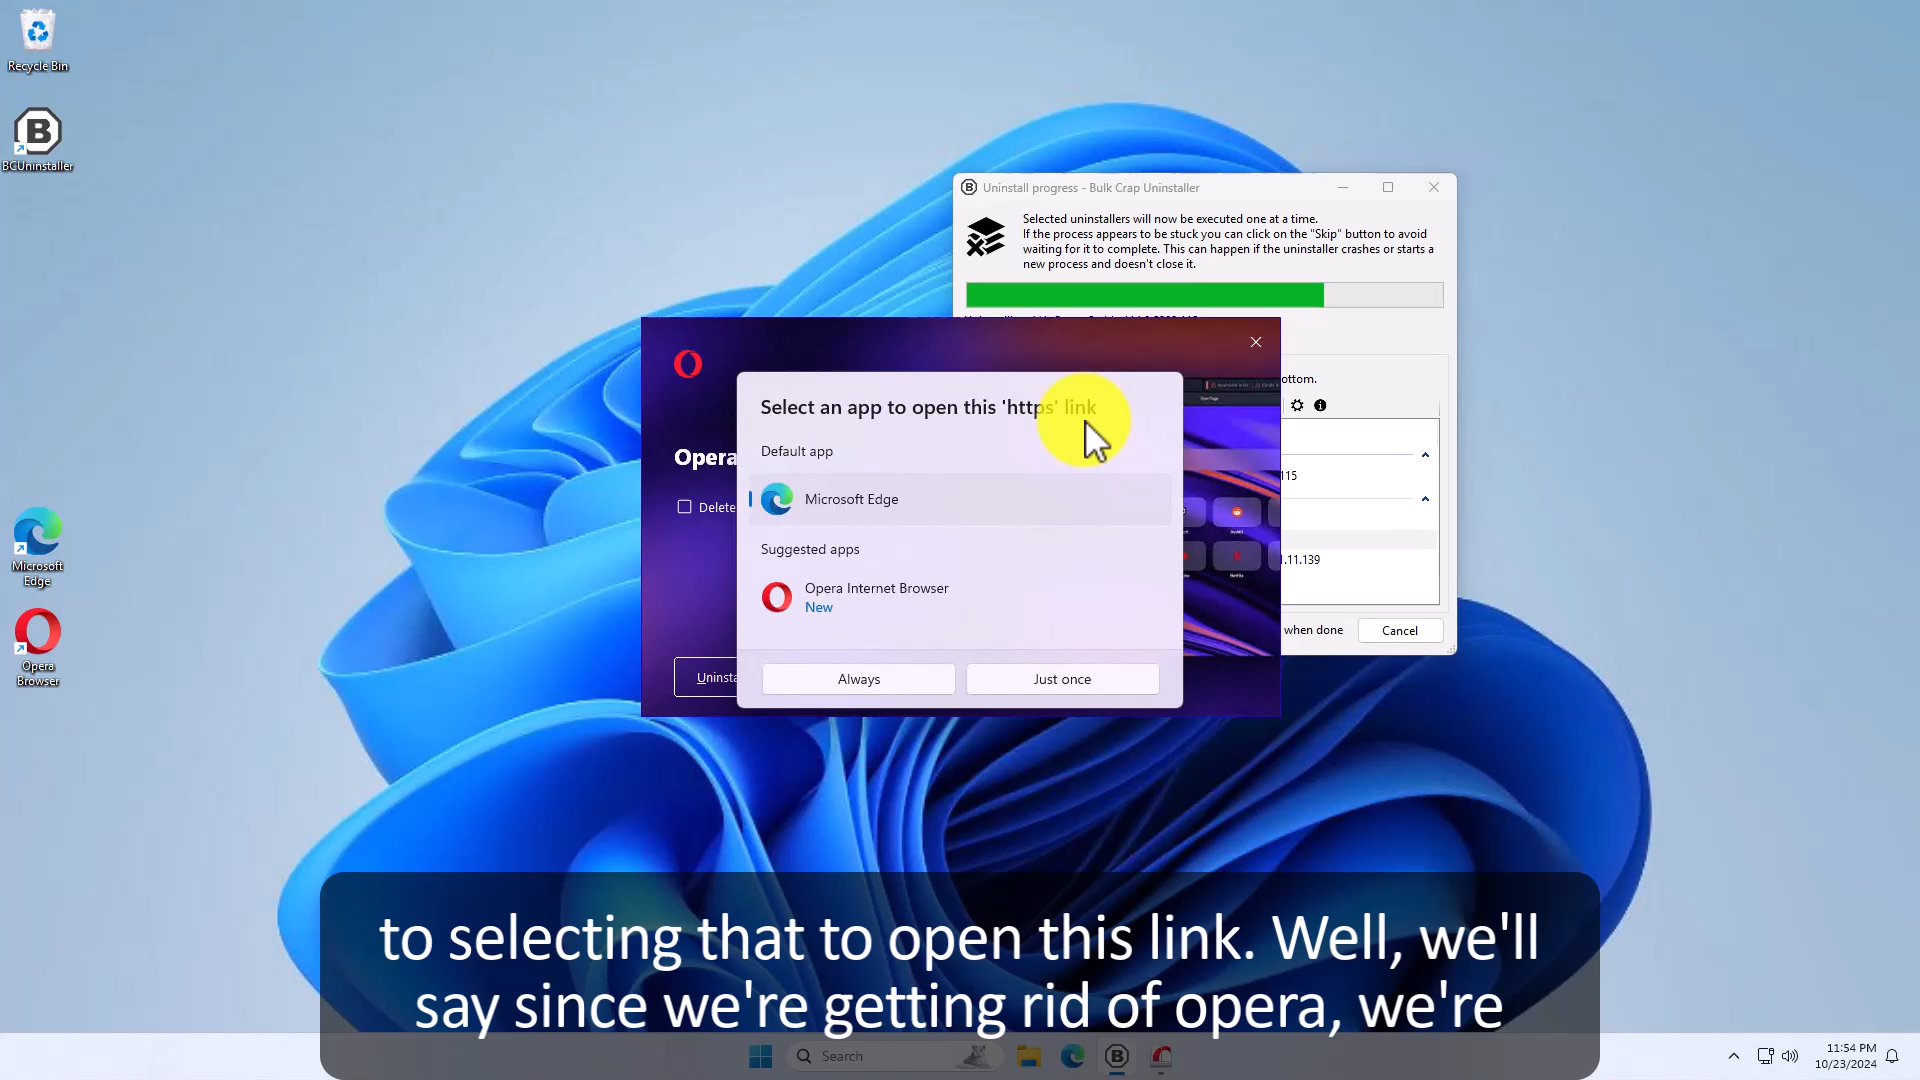 Recycle Bin
BCUninstaller
Microsoft
Edge
Opera
Browser
Uninstall progress - Bulk Crap Uninstaller
Selected uninstallers will now be executed one at a time.
If the process appears to be stuck you can click on the "Skip" button to avoid
waiting for it to complete. This can happen if the uninstaller crashes or starts a
new process and doesn't close it.
ottom.
115
1.11.139
when done
Cancel
Opera
Delete
Uninsta
Select an app to open this 'https' link
Default app
Microsoft Edge
Suggested apps
Opera Internet Browser
New
Always
Just once
to selecting that to open this link. Well, we'll
say since we're getting rid of opera, we're
Search
11:54 PM
10/23/2024